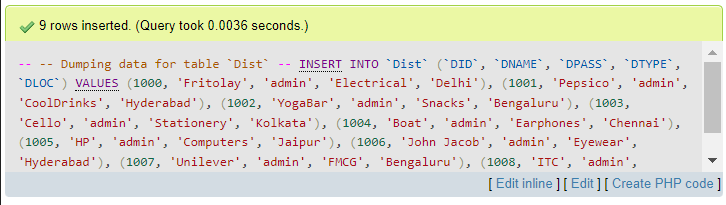 9 rows inserted. (Query took 0.0036 seconds.)
-- -- Dumping data for table `Dist` -- INSERT INTO `Dist` (`DID`, `DNAME`, `DPASS`, `DTYPE`,
`DLOC`) VALUES (1000, 'Fritolay', 'admin', 'Electrical', 'Delhi'), (1001, 'Pepsico', 'admin',
'CoolDrinks', 'Hyderabad'), (1002, 'YogaBar', 'admin', 'Snacks', 'Bengaluru'), (1003,
'Cello', 'admin', 'Stationery', 'Kolkata'), (1004, 'Boat', 'admin', 'Earphones', 'Chennai'),
(1005, 'HP', 'admin', 'Computers', 'Jaipur'), (1006, 'John Jacob', 'admin', 'Eyewear',
'Hyderabad'), (1007, 'Unilever', 'admin', 'FMCG', 'Bengaluru'), (1008, 'ITC', 'admin',
[ Edit inline ] [ Edit ] [ Create PHP code ]